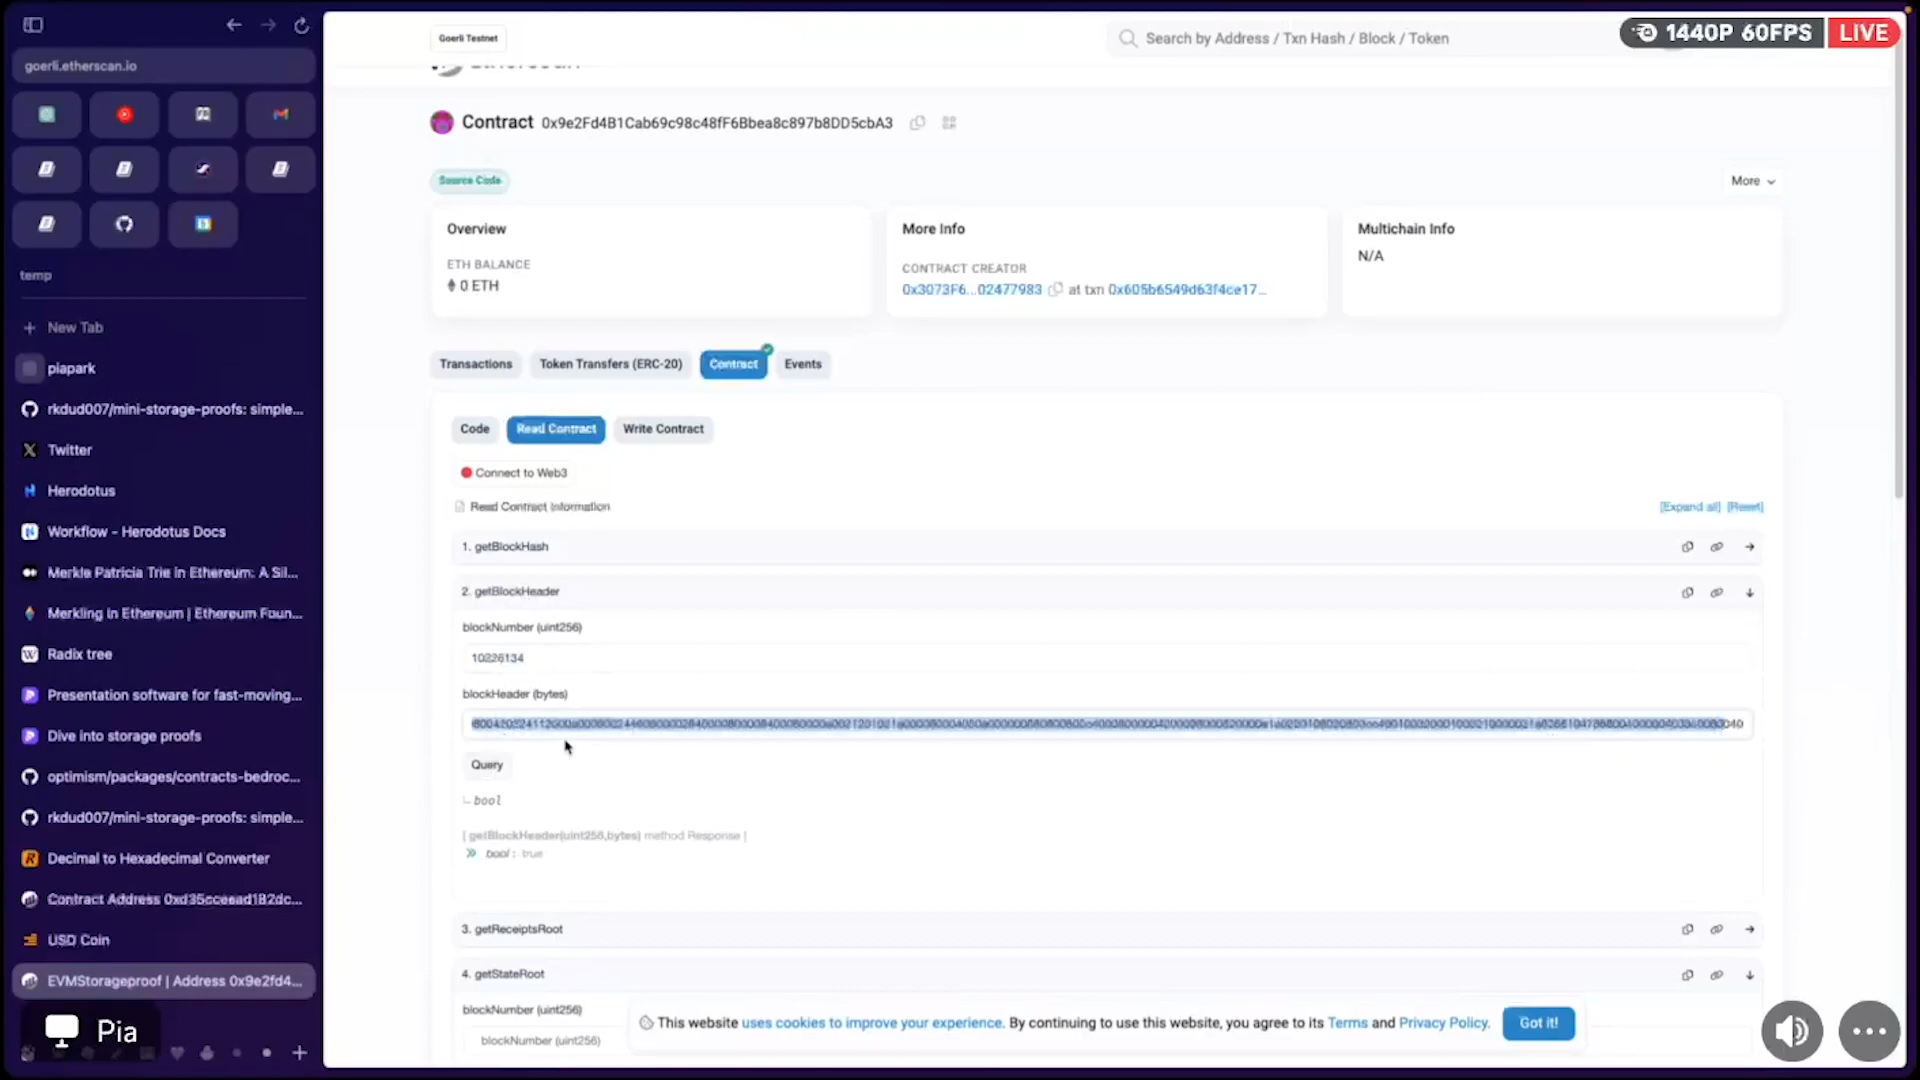 goerli.etherscan.io
temp
New Tab
piapark
rkdud007/mini-storage-proofs: simple...
Twitter
Herodotus
Workflow – Herodotus Docs
Merkle Patricia Trie in Ethereum: A Sil...
Merkling in Ethereum | Ethereum Foun...
Radix tree
Presentation software for fast-moving...
Dive into storage proofs
optimism/packages/contracts-bedroc...
rkdud007/mini-storage-proofs: simple...
Decimal to Hexadecimal Converter
Contract Address 0xd35cceead182dc...
USD Coin
EVMStorageproof | Address 0x9e2fd4...
Pia
Goerli Testnet
Search by Address / Txn Hash / Block / Token
1440P 60FPS
LIVE
Contract 0x9e2Fd4B1Cab69c98c48fF6Bbea8c897b8DD5cbA3
Source Code
More
Overview
ETH BALANCE
0 ETH
More Info
CONTRACT CREATOR
0x3073F6...02477983 at txn 0x605b6549d63f4ce17...
Multichain Info
N/A
Transactions
Token Transfers (ERC-20)
Contract
Events
Code
Read Contract
Write Contract
Connect to Web3
Read Contract Information
[Expand all] [Reset]
1. getBlockHash
2. getBlockHeader
blockNumber (uint256)
10226134
blockHeader (bytes)
Query
bool
[ getBlockHeader(uint256,bytes) method Response ]
bool : true
3. getReceiptsRoot
4. getStateRoot
blockNumber (uint256)
blockNumber (uint256)
This website uses cookies to improve your experience. By continuing to use this website, you agree to its Terms and Privacy Policy.
Got it!